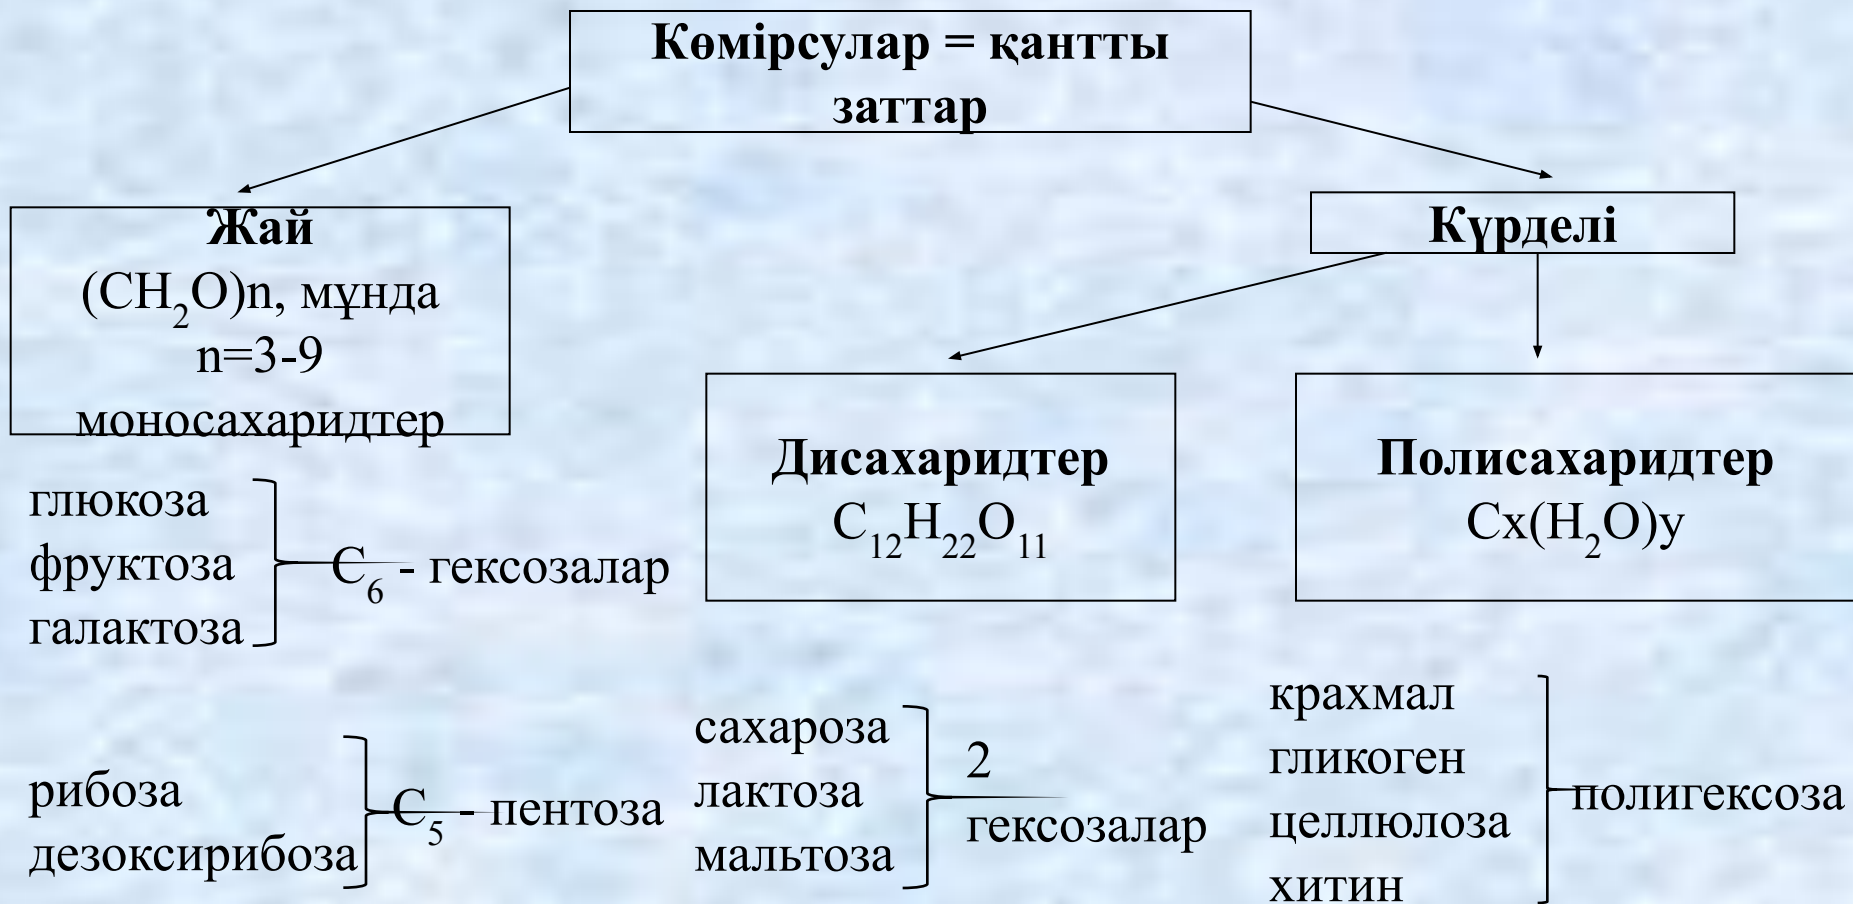 Көмірсулар = қантты
заттар
Жай
(CH₂O)n, мұнда
n=3-9
моносахаридтер
Күрделі
Дисахаридтер
C₁₂H₂₂O₁₁
Полисахаридтер
Cx(H₂O)y
глюкоза
фруктоза
галактоза
C₆ - гексозалар
рибоза
дезоксирибоза
C₅ - пентоза
сахароза
лактоза
мальтоза
2
гексозалар
крахмал
гликоген
целлюлоза
хитин
полигексоза